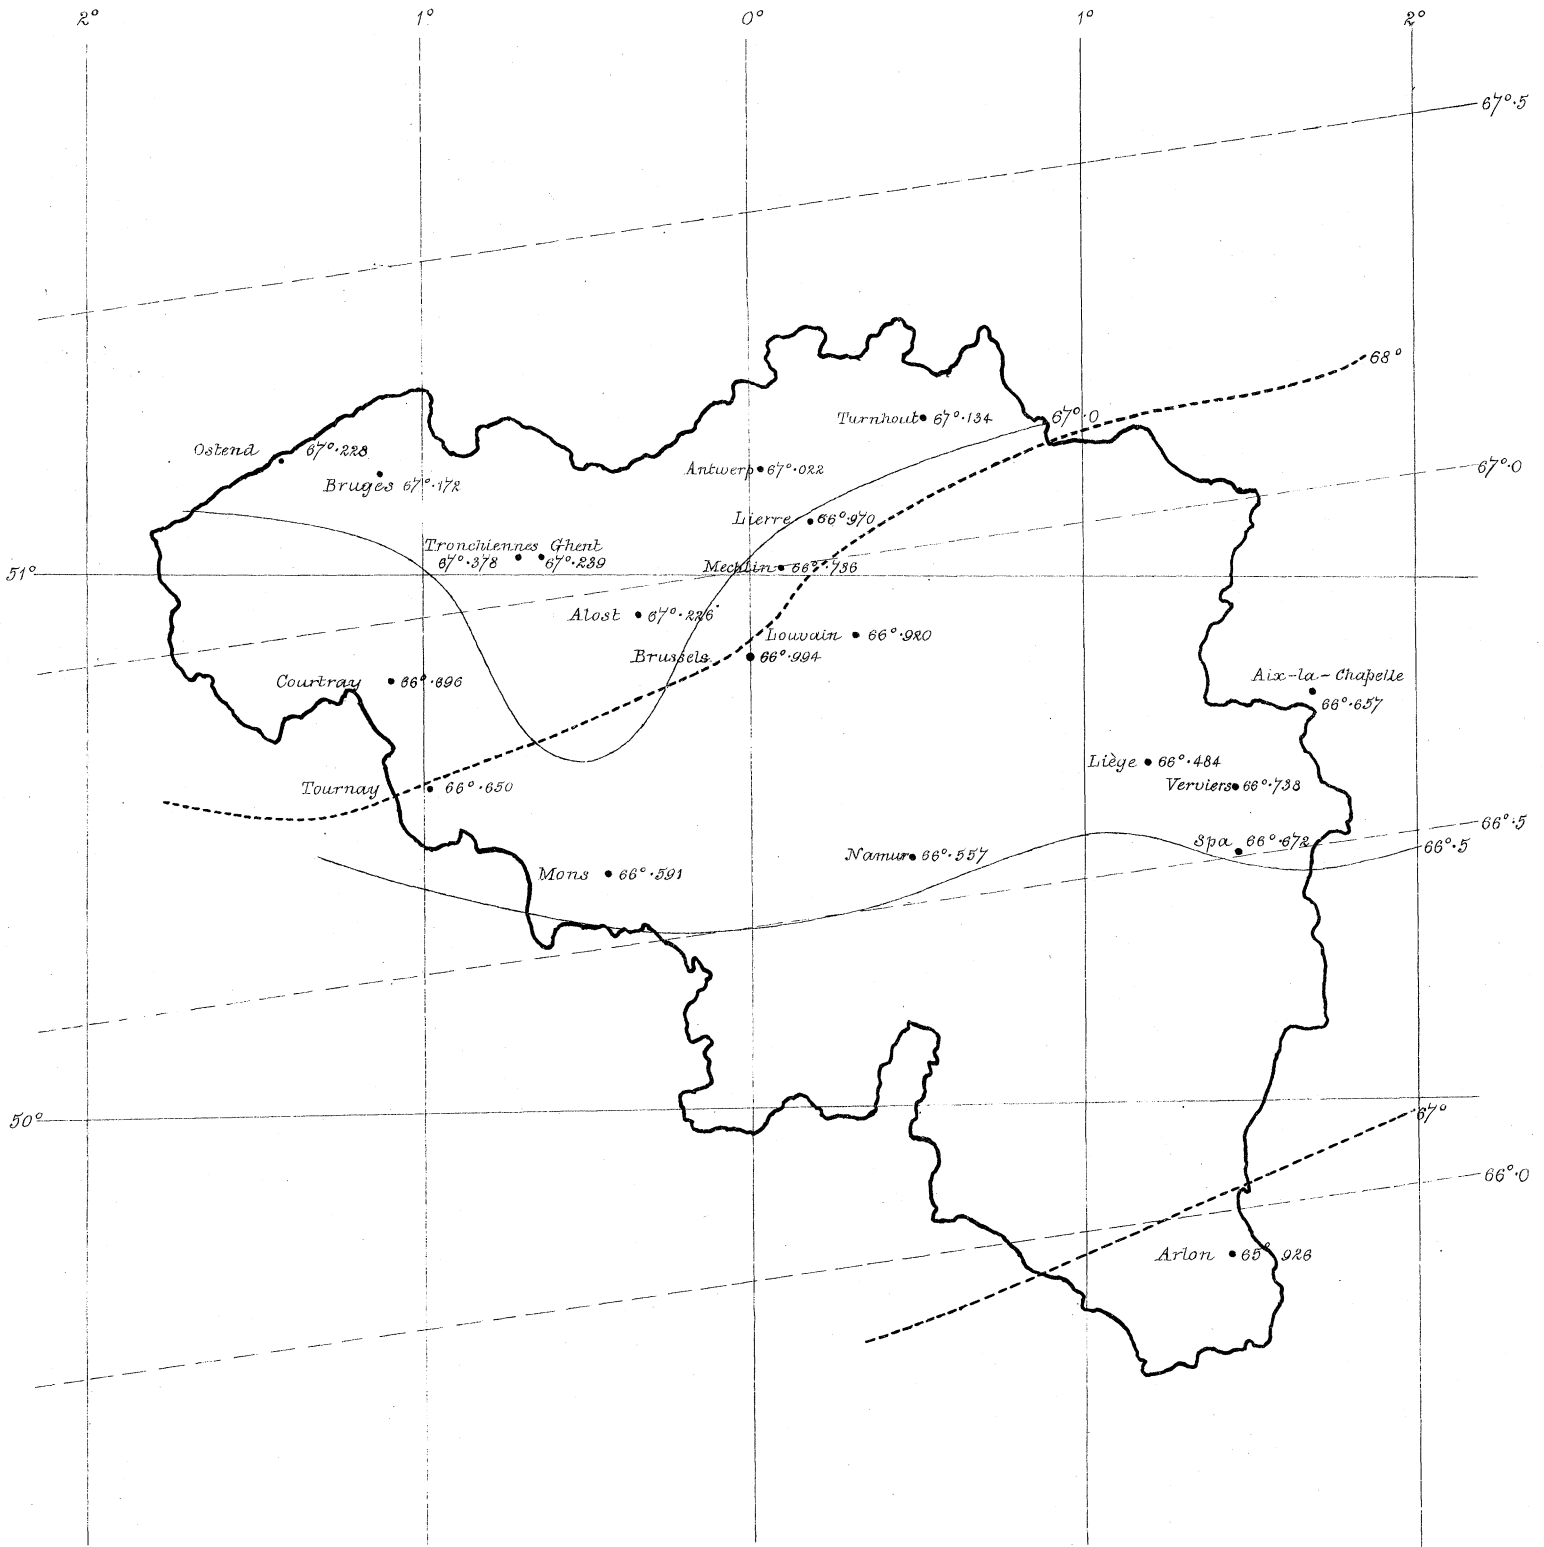 2° 1° 0° 1° 2°
67°·5
68°
Turnhout 67°·134
67°·0
Ostend 67°·228
Antwerp 67°·022
67°·0
Bruges 67°·172
Lierre 66°·970
Tronchiennes Ghent
67°·378 67°·239
Mechlin 66°·736
51°
Alost 67°·226
Louvain 66°·920
Brussels 66°·994
Courtray 66°·696
Aix-la-Chapelle
66°·657
Liège 66°·484
Tournay 66°·650
Verviers 66°·738
66°·5
Spa 66°·672
66°·5
Namur 66°·557
Mons 66°·591
50°
67°
66°·0
Arlon 65°·926